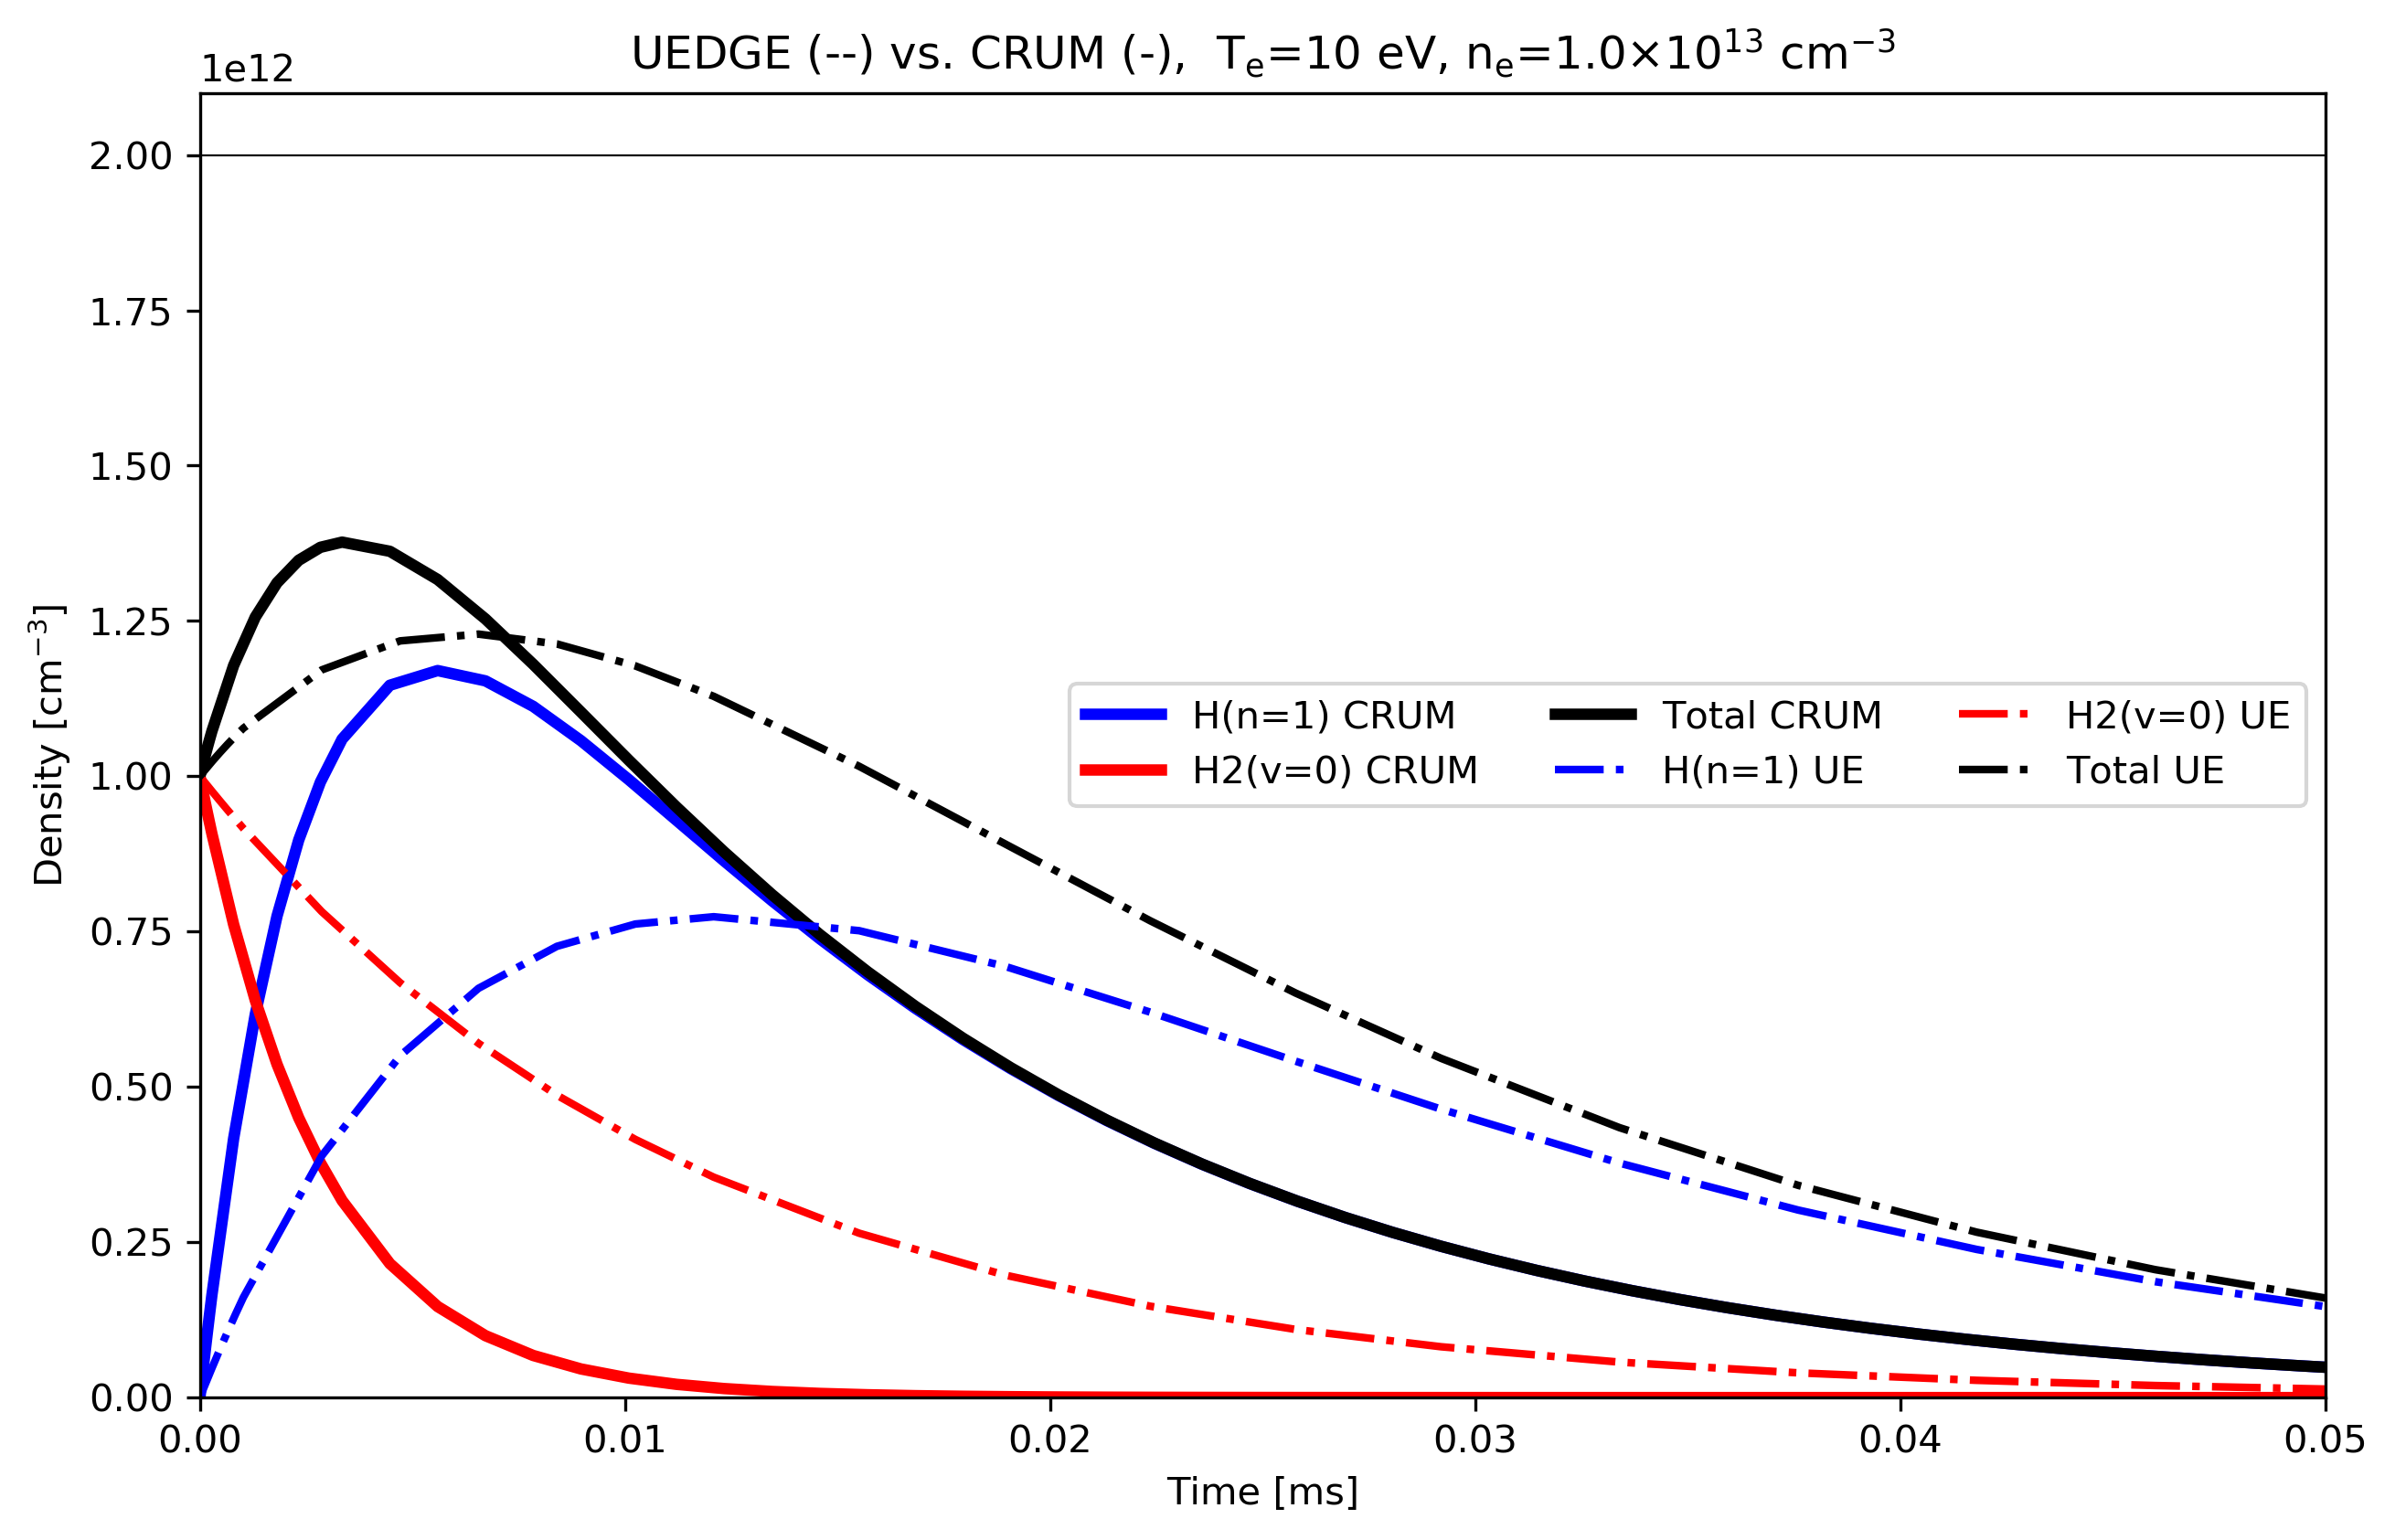 UEDGE (--) vs. CRUM (-),  Tₑ=10 eV, nₑ=1.0×10¹³ cm⁻³
1e12
2.00
1.75
1.50
1.25
1.00
0.75
0.50
0.25
0.00
Density [cm⁻³]
H(n=1) CRUM
H2(v=0) CRUM
Total CRUM
H(n=1) UE
H2(v=0) UE
Total UE
0.00 0.01 0.02 0.03 0.04 0.05
Time [ms]